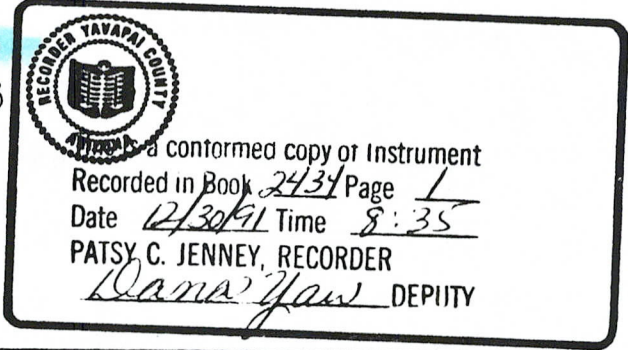 RECORDER YAVAPAI COUNTY
ARIZONA
a conformed copy of Instrument
Recorded in Book 2434 Page 1
Date 12/30/91 Time 8:35
PATSY C. JENNEY, RECORDER
Dana Yaw DEPUTY